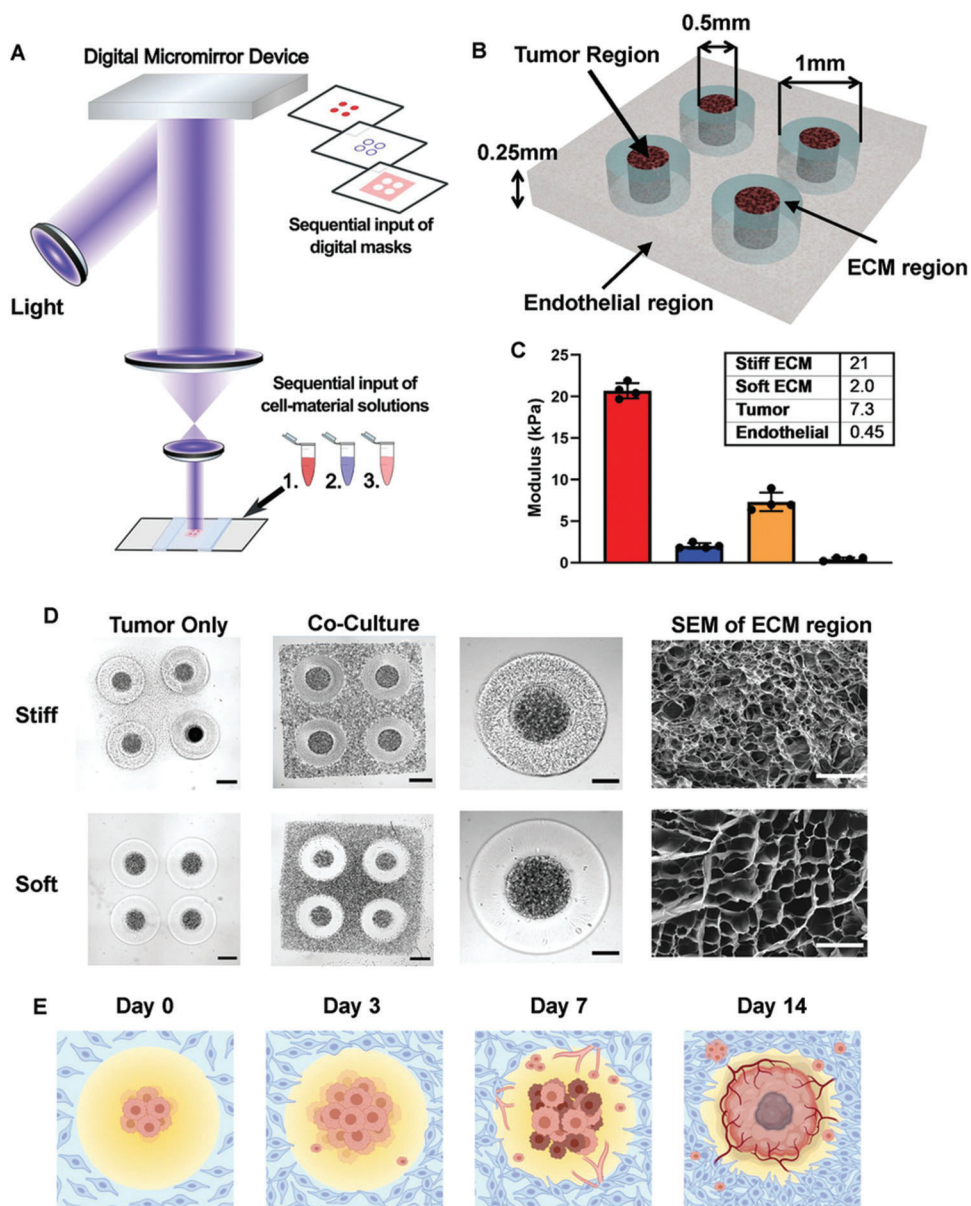 A
Digital Micromirror Device
Sequential input of
digital masks
Light
Sequential input of
cell-material solutions
1.
2.
3.
B
Tumor Region
0.5mm
1mm
0.25mm
ECM region
Endothelial region
C
Modulus (kPa)
25
20
15
10
5
0
Stiff ECM 21
Soft ECM 2.0
Tumor 7.3
Endothelial 0.45
D
Tumor Only
Co-Culture
SEM of ECM region
Stiff
Soft
E
Day 0
Day 3
Day 7
Day 14